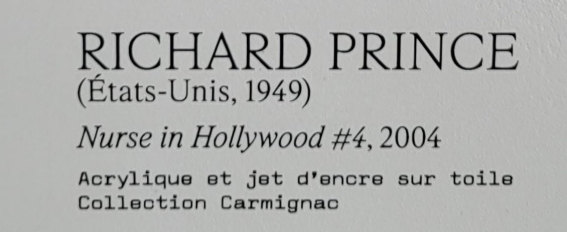 RICHARD PRINCE
(États-Unis, 1949)
Nurse in Hollywood #4, 2004
Acrylique et jet d'encre sur toile
Collection Carmignac